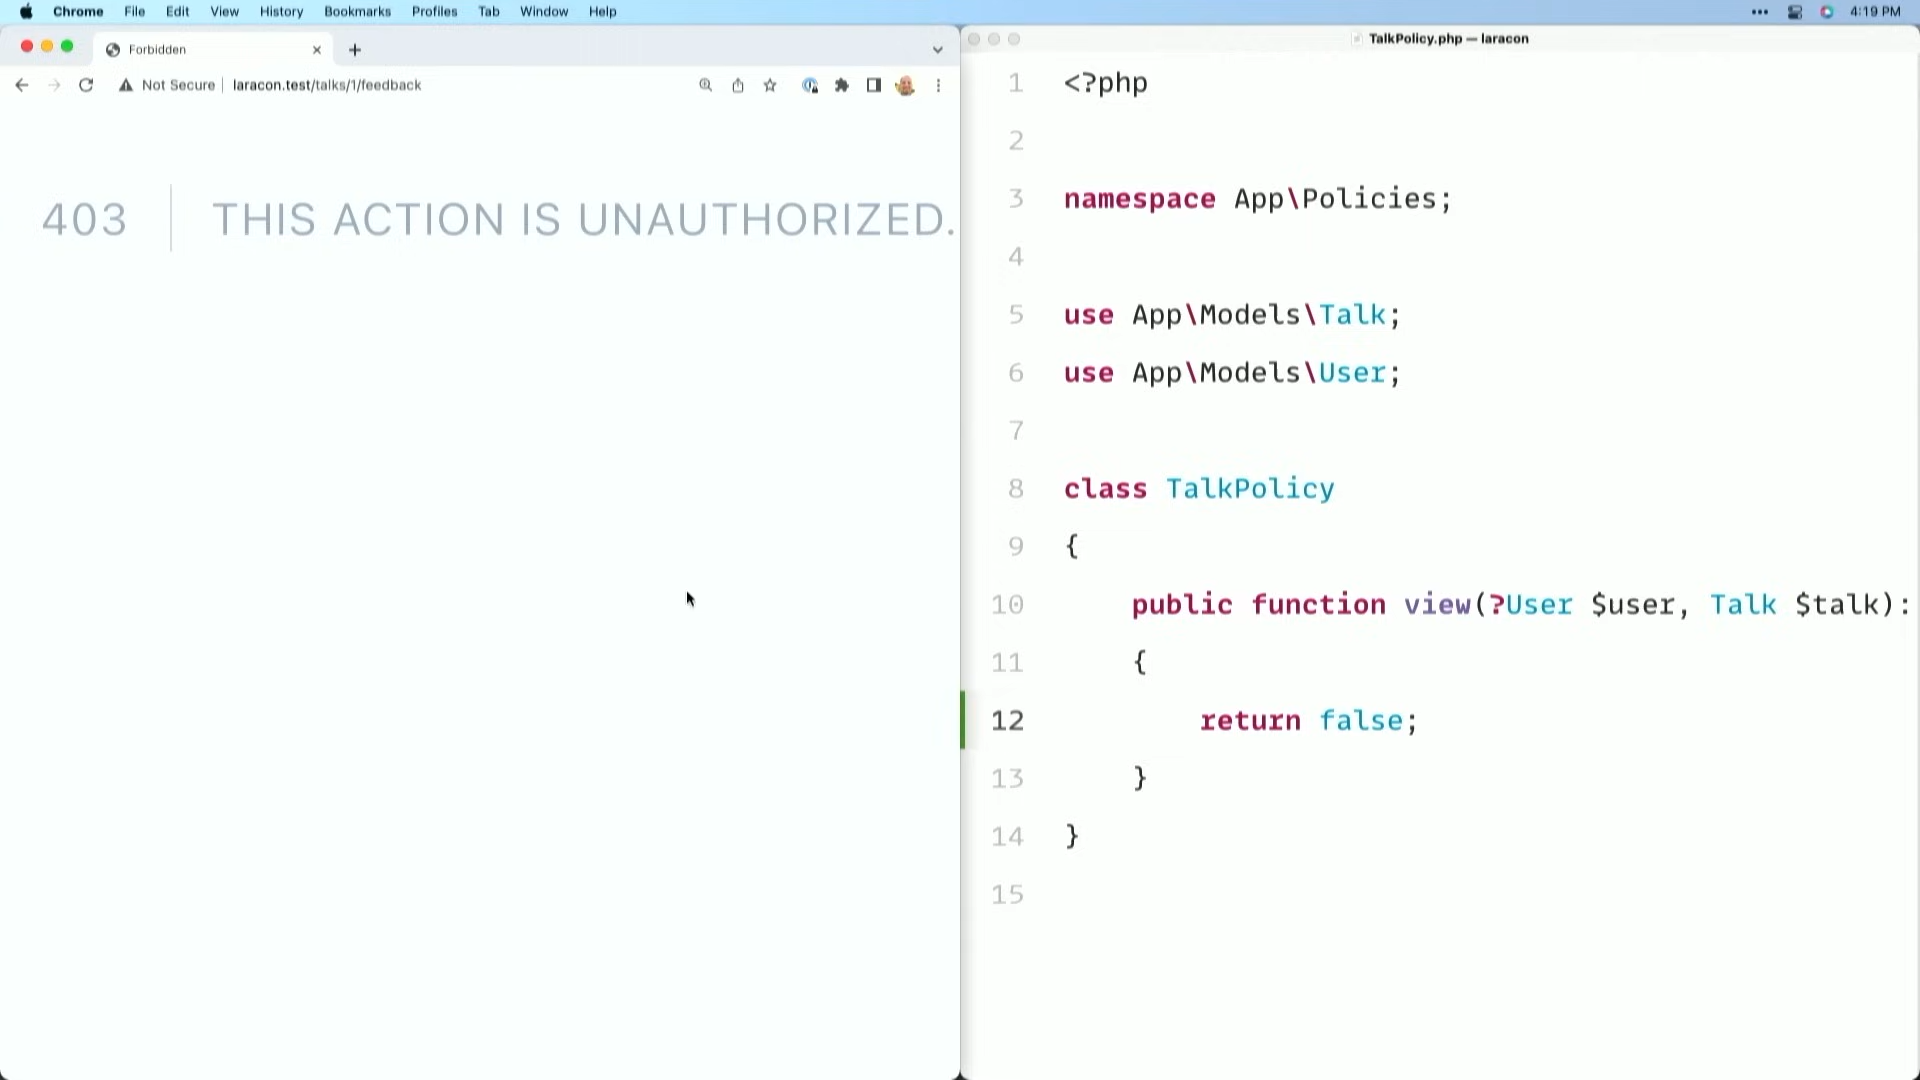 Chrome File Edit View History Bookmarks Profiles Tab Window Help 4:19 PM
Forbidden
Not Secure laracon.test/talks/1/feedback
403 THIS ACTION IS UNAUTHORIZED.
TalkPolicy.php — laracon
1 <?php
2
3 namespace App\Policies;
4
5 use App\Models\Talk;
6 use App\Models\User;
7
8 class TalkPolicy
9 {
10 public function view(?User $user, Talk $talk):
11 {
12 return false;
13 }
14 }
15